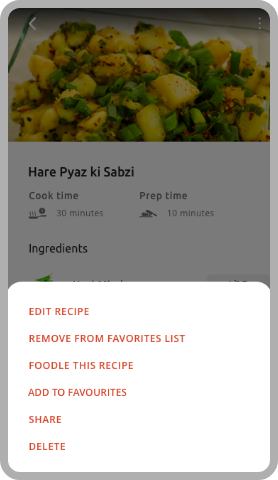 Hare Pyaz ki Sabzi
Cook time
Prep time
30 minutes
10 minutes
Ingredients
EDIT RECIPE
REMOVE FROM FAVORITES LIST
FOODLE THIS RECIPE
ADD TO FAVOURITES
SHARE
DELETE